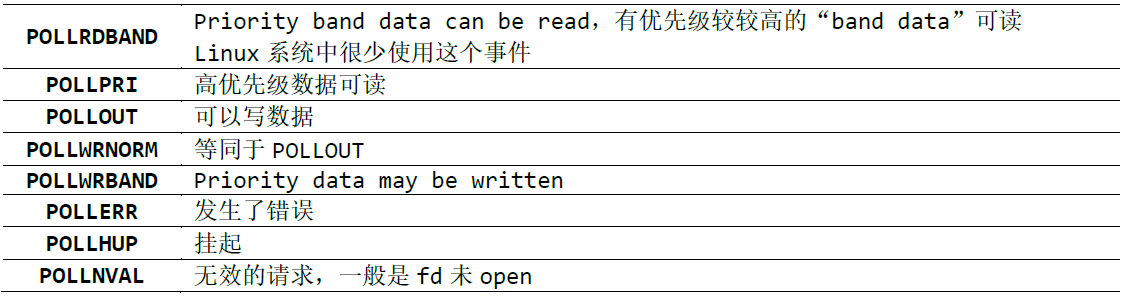 POLLRDBAND Priority band data can be read，有优先级较较高的“band data”可读
Linux 系统中很少使用这个事件
POLLPRI 高优先级数据可读
POLLOUT 可以写数据
POLLWRNORM 等同于 POLLOUT
POLLWRBAND Priority data may be written
POLLERR 发生了错误
POLLHUP 挂起
POLLNVAL 无效的请求，一般是 fd 未 open